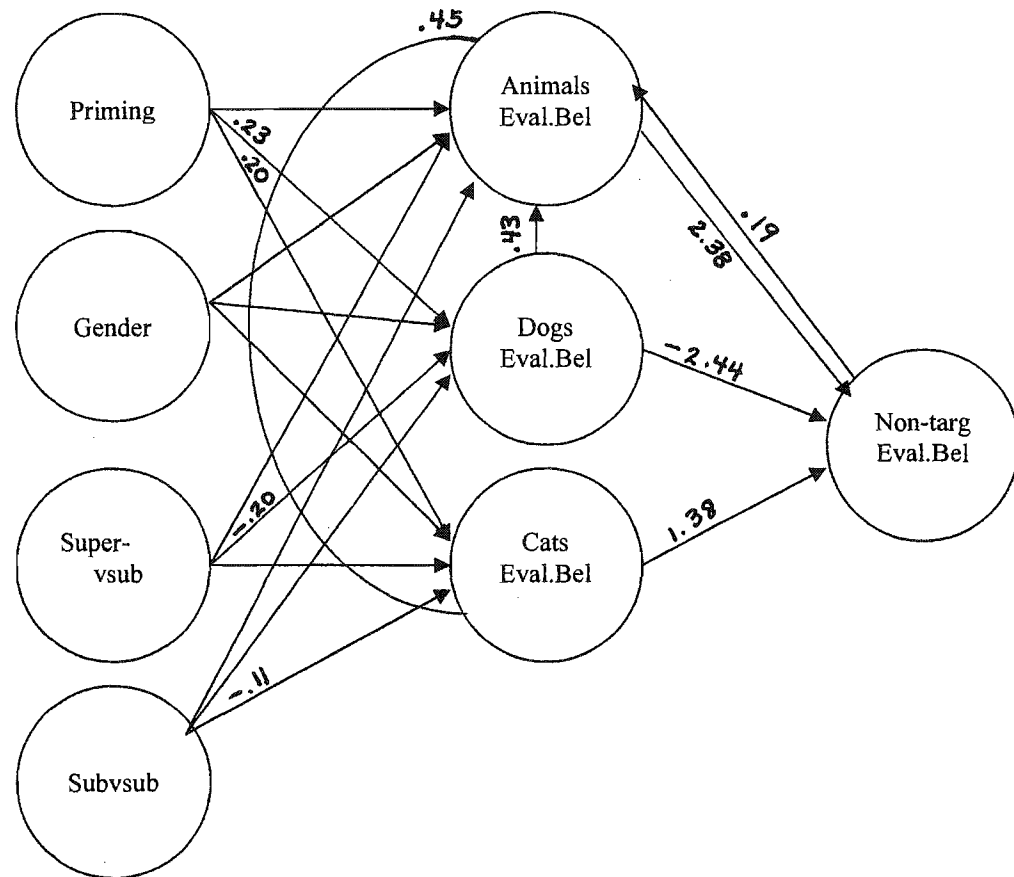 .45
Priming
Animals
Eval.Bel
.23
.20
.19
2.38
.43
Gender
Dogs
Eval.Bel
-2.44
Non-targ
Eval.Bel
Super-
vsub
-.20
Cats
Eval.Bel
1.38
-.11
Subvsub